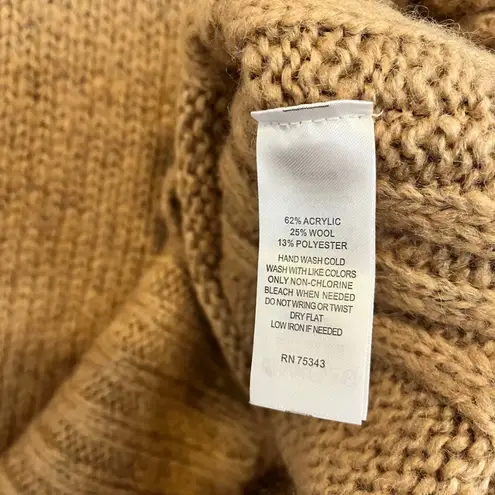 62% ACRYLIC
25% WOOL
13% POLYESTER
HAND WASH COLD
WASH WITH LIKE COLORS
ONLY NON-CHLORINE
BLEACH WHEN NEEDED
DO NOT WRING OR TWIST
DRY FLAT
LOW IRON IF NEEDED
RN 75343